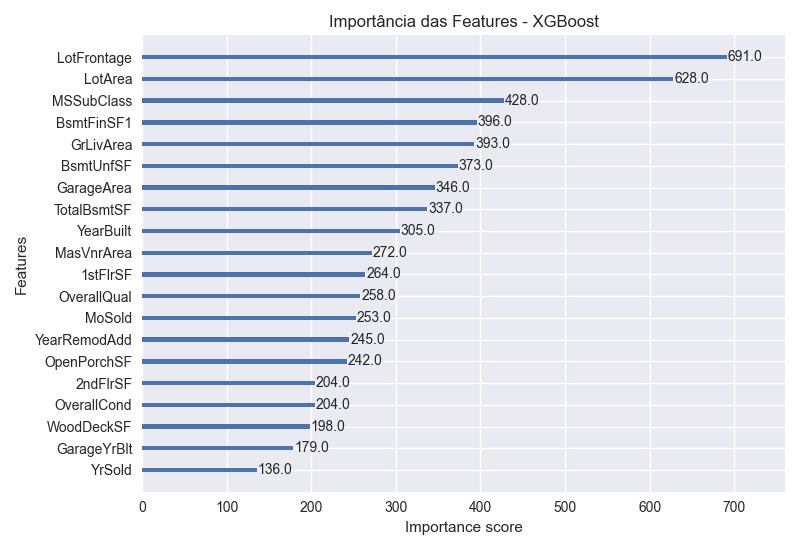 Importância das Features - XGBoost
LotFrontage 691.0
LotArea 628.0
MSSubClass 428.0
BsmtFinSF1 396.0
GrLivArea 393.0
BsmtUnfSF 373.0
GarageArea 346.0
TotalBsmtSF 337.0
YearBuilt 305.0
MasVnrArea 272.0
1stFlrSF 264.0
OverallQual 258.0
MoSold 253.0
YearRemodAdd 245.0
OpenPorchSF 242.0
2ndFlrSF 204.0
OverallCond 204.0
WoodDeckSF 198.0
GarageYrBlt 179.0
YrSold 136.0
Features
0 100 200 300 400 500 600 700
Importance score